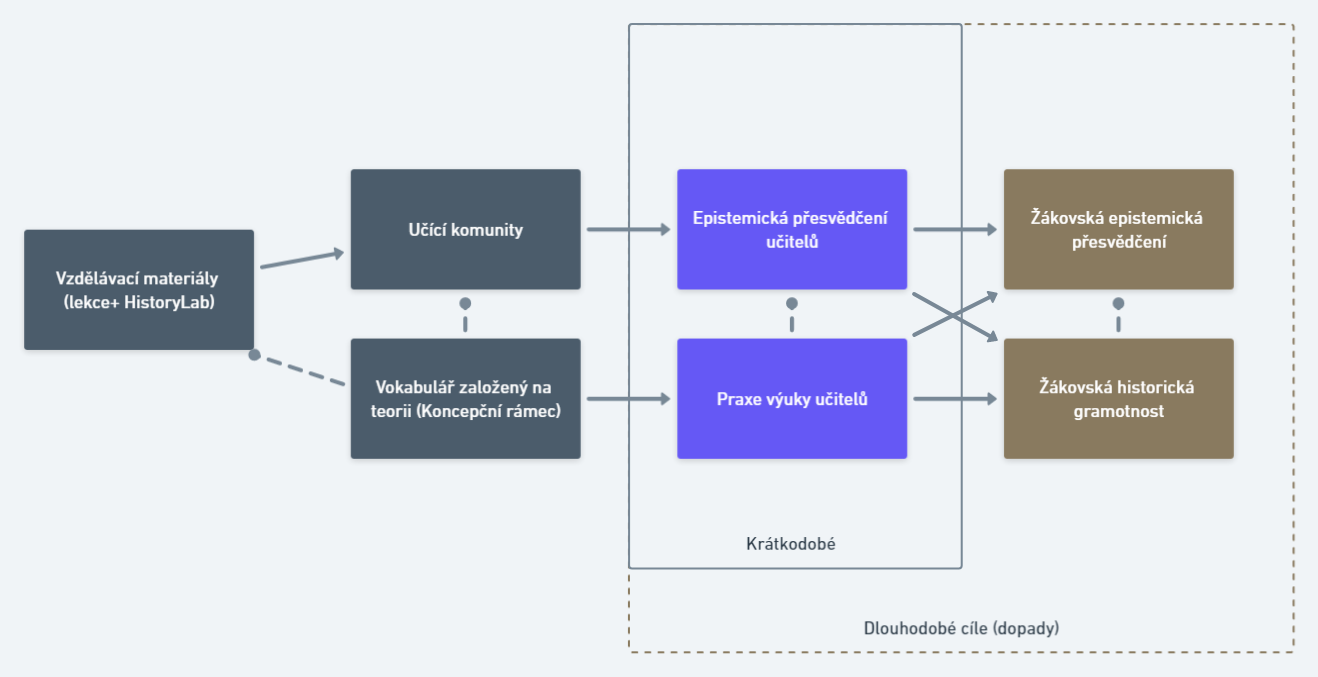 Vzdělávací materiály
(lekce+ HistoryLab)
Učící komunity
Vokabulář založený na
teorii (Koncepční rámec)
Epistemická přesvědčení
učitelů
Praxe výuky učitelů
Žákovská epistemická
přesvědčení
Žákovská historická
gramotnost
Krátkodobé
Dlouhodobé cíle (dopady)